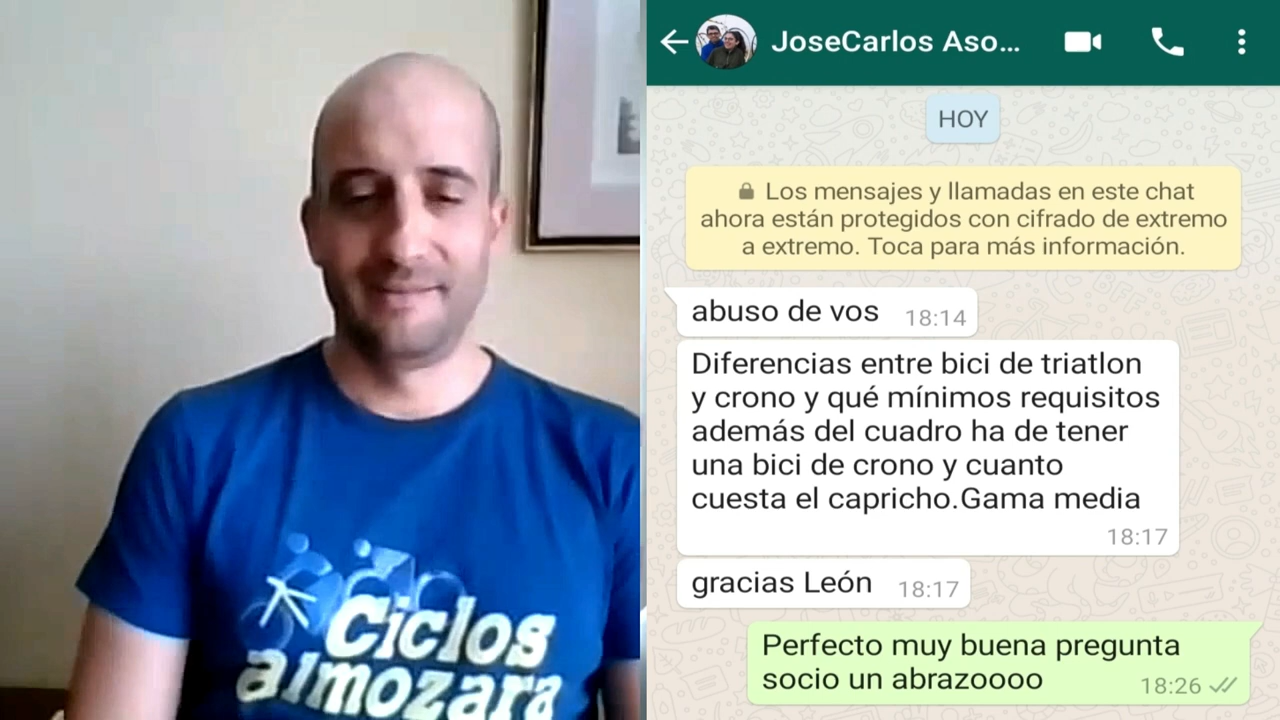 Ciclos
almozara
JoseCarlos Aso...
HOY
Los mensajes y llamadas en este chat
ahora están protegidos con cifrado de extremo
a extremo. Toca para más información.
abuso de vos 18:14
Diferencias entre bici de triatlon
y crono y qué mínimos requisitos
además del cuadro ha de tener
una bici de crono y cuanto
cuesta el capricho.Gama media
18:17
gracias León 18:17
Perfecto muy buena pregunta
socio un abrazoooo 18:26